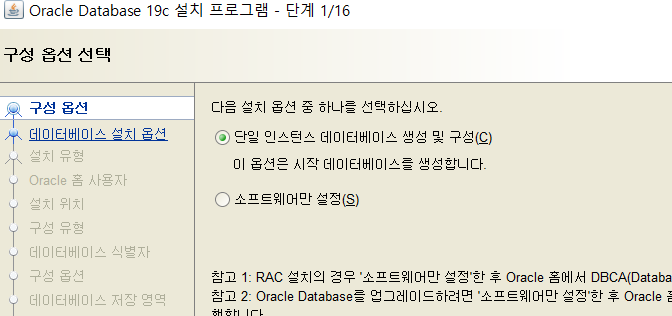 Oracle Database 19c 설치 프로그램 - 단계 1/16
구성 옵션 선택
구성 옵션
데이터베이스 설치 옵션
설치 유형
Oracle 홈 사용자
설치 위치
구성 유형
데이터베이스 식별자
구성 옵션
데이터베이스 저장 영역
다음 설치 옵션 중 하나를 선택하십시오.
단일 인스턴스 데이터베이스 생성 및 구성(C)
이 옵션은 시작 데이터베이스를 생성합니다.
소프트웨어만 설정(S)
참고 1: RAC 설치의 경우 '소프트웨어만 설정'한 후 Oracle 홈에서 DBCA(Databa
참고 2: Oracle Database를 업그레이드하려면 '소프트웨어만 설정'한 후 Oracle 홈
행합니다.